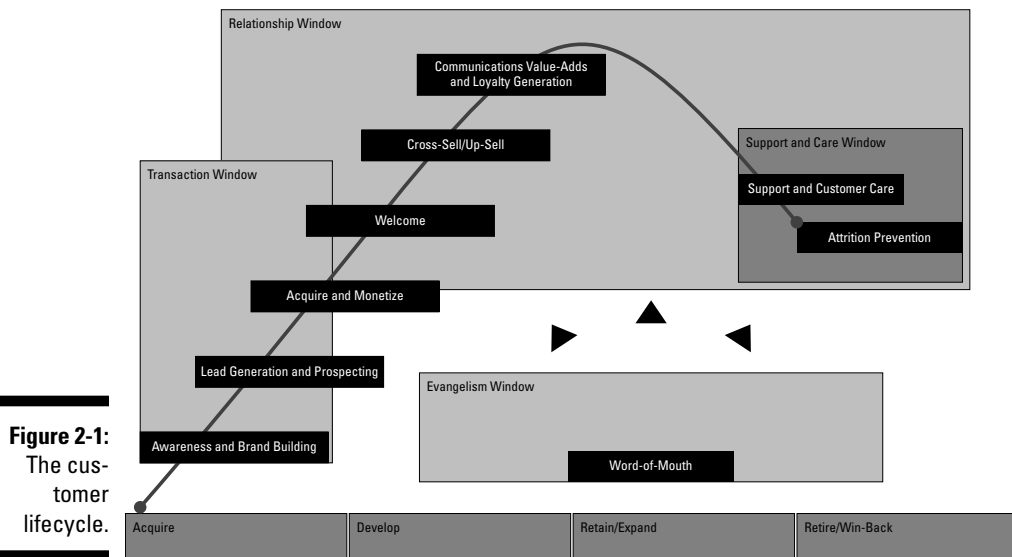 Relationship Window
Communications Value-Adds
and Loyalty Generation
Cross-Sell/Up-Sell
Support and Care Window
Transaction Window
Support and Customer Care
Welcome
Attrition Prevention
Acquire and Monetize
Lead Generation and Prospecting
Evangelism Window
Awareness and Brand Building
Word-of-Mouth
Figure 2-1:
The cus-
tomer
lifecycle.
Acquire
Develop
Retain/Expand
Retire/Win-Back